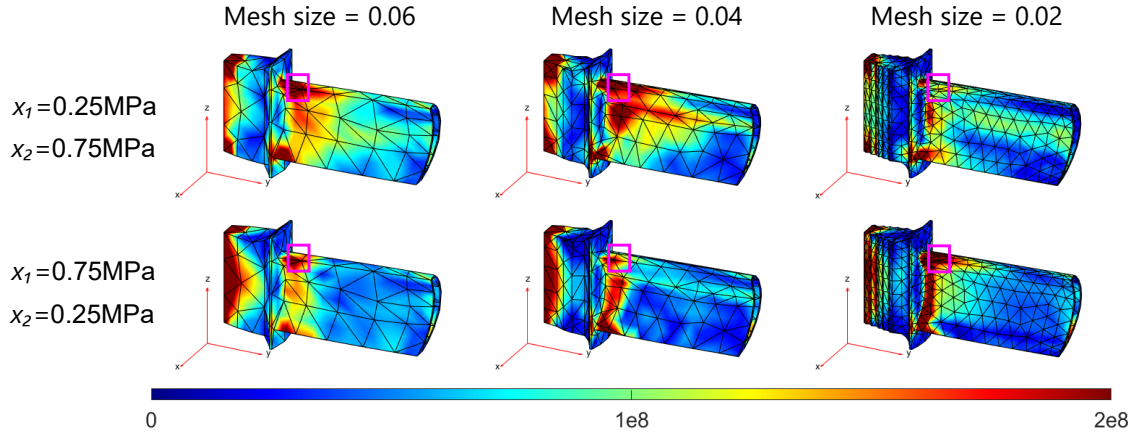 Mesh size = 0.06
Mesh size = 0.04
Mesh size = 0.02
x₁=0.25MPa
x₂=0.75MPa
z
y
x
z
y
x
z
y
x
x₁=0.75MPa
x₂=0.25MPa
z
y
x
z
y
x
z
y
x
0
1e8
2e8